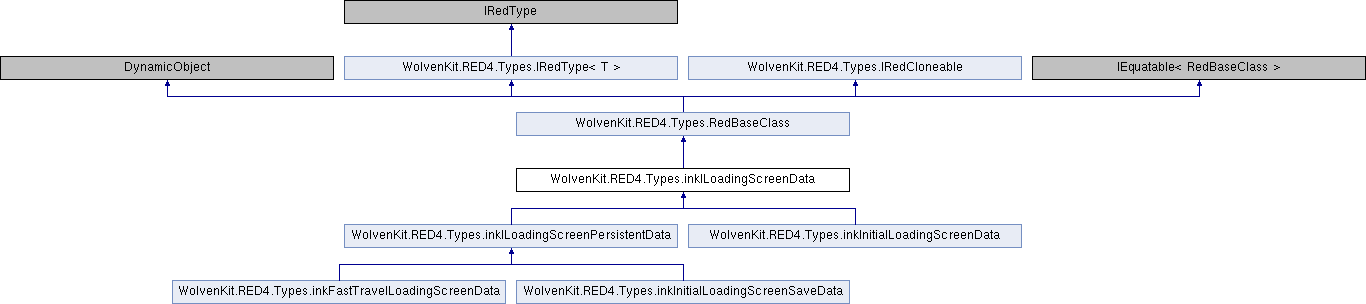 IRedType
DynamicObject
WolvenKit.RED4.Types.IRedType< T >
WolvenKit.RED4.Types.IRedCloneable
IEquatable< RedBaseClass >
WolvenKit.RED4.Types.RedBaseClass
WolvenKit.RED4.Types.inkILoadingScreenData
WolvenKit.RED4.Types.inkILoadingScreenPersistentData
WolvenKit.RED4.Types.inkInitialLoadingScreenData
WolvenKit.RED4.Types.inkFastTravelLoadingScreenData
WolvenKit.RED4.Types.inkInitialLoadingScreenSaveData